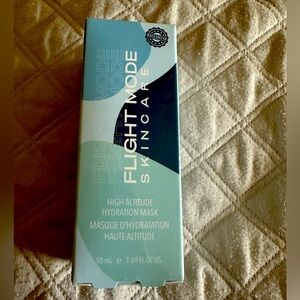 FLIGHT MODE
SKINCARE
HIGH ALTITUDE
HYDRATION MASK
MASQUE D'HYDRATATION
HAUTE ALTITUDE
50 mL e 1.69 FL.OZ.US.